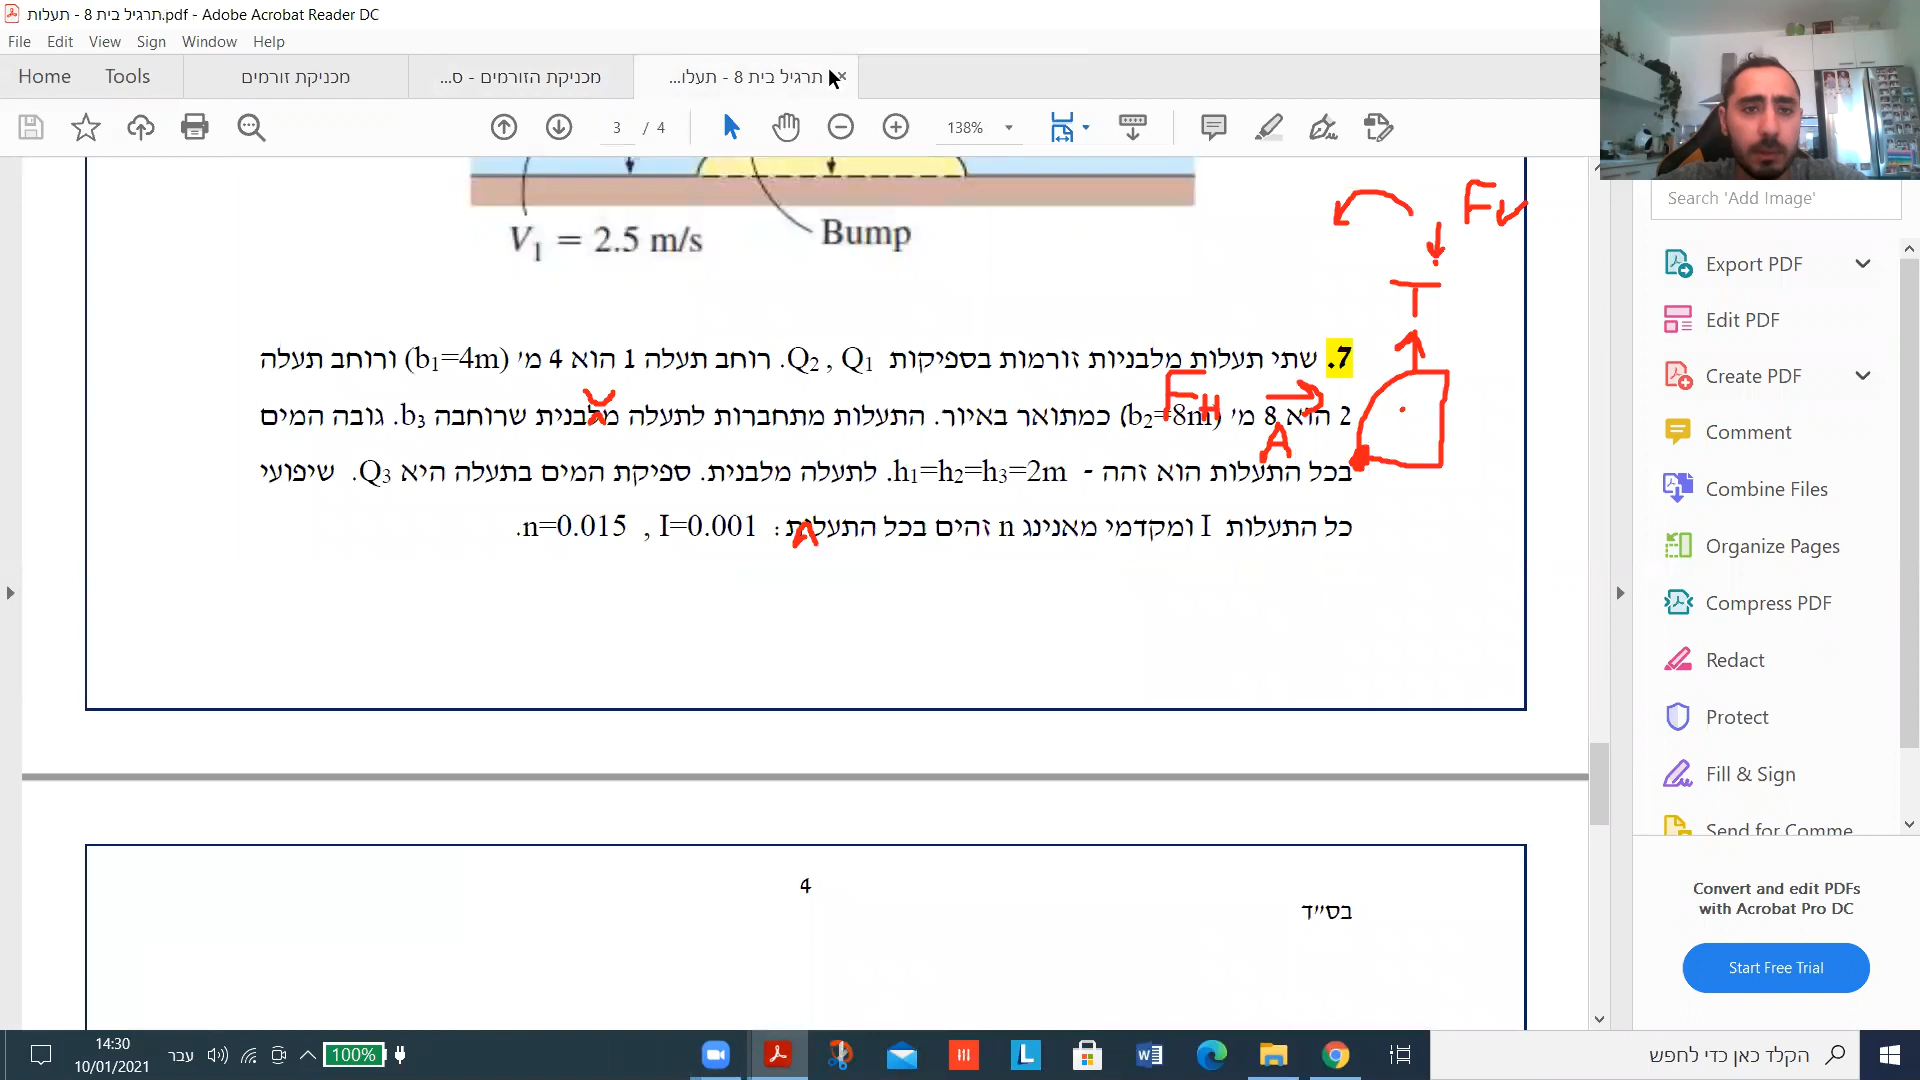 תרגיל בית 8 - תעלות.pdf - Adobe Acrobat Reader DC
File Edit View Sign Window Help
Home Tools מכניקת זורמים מכניקת הזורמים - ס... תרגיל בית 8 - תעלו... ×
3 / 4 138%
Search 'Add Image'
V1 = 2.5 m/s
Bump
Fv
T
FH
A
A
7. שתי תעלות מלבניות זורמות בספיקות Q1 , Q2. רוחב תעלה 1 הוא 4 מ' (b1=4m) ורוחב תעלה
2 הוא 8 מ' (b2=8m) כמתואר באיור. התעלות מתחברות לתעלה מלבנית שרוחבה b3. גובה המים
בכל התעלות הוא זהה - h1=h2=h3=2m. לתעלה מלבנית. ספיקת המים בתעלה היא Q3. שיפועי
כל התעלות I ומקדמי מאנינג n זהים בכל התעלות: I=0.001 , n=0.015.
4
בס"ד
Export PDF
Edit PDF
Create PDF
Comment
Combine Files
Organize Pages
Compress PDF
Redact
Protect
Fill & Sign
Send for Comme
Convert and edit PDFs
with Acrobat Pro DC
Start Free Trial
14:30
10/01/2021
עבר
100%
הקלד כאן כדי לחפש